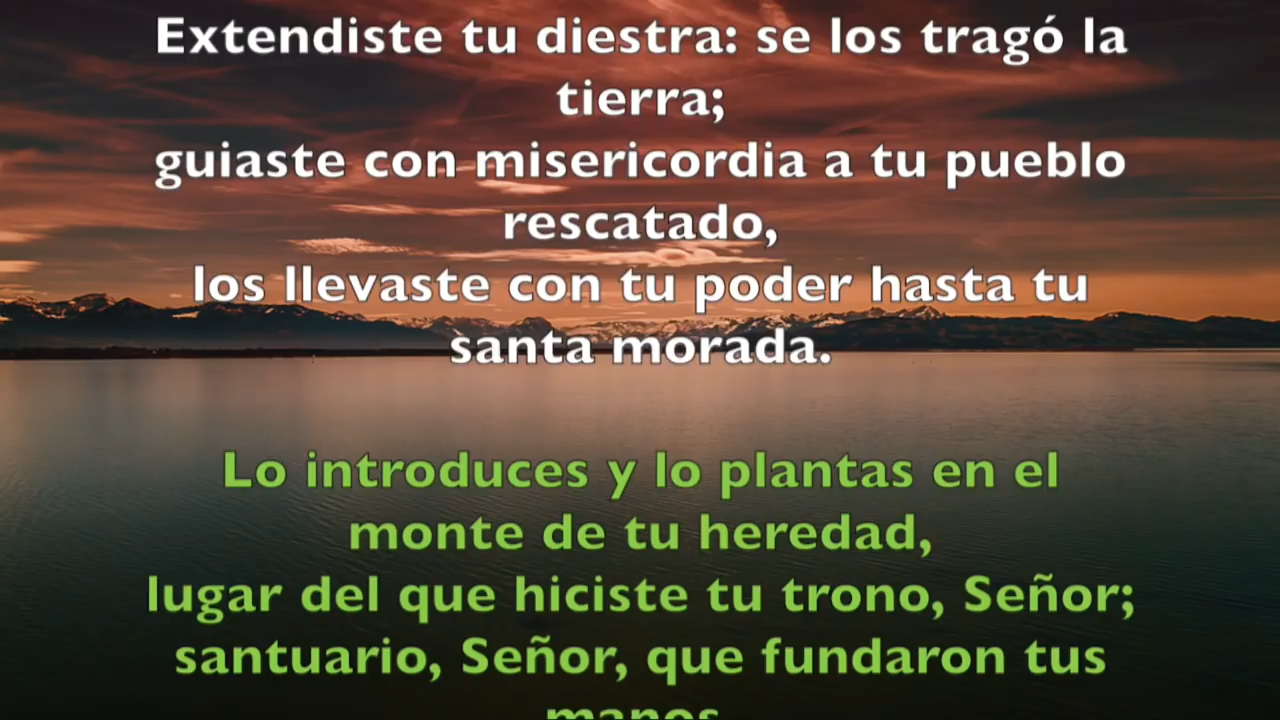 Extendiste tu diestra: se los tragó la
tierra;
guiaste con misericordia a tu pueblo
rescatado,
los llevaste con tu poder hasta tu
santa morada.
Lo introduces y lo plantas en el
monte de tu heredad,
lugar del que hiciste tu trono, Señor;
santuario, Señor, que fundaron tus
manos